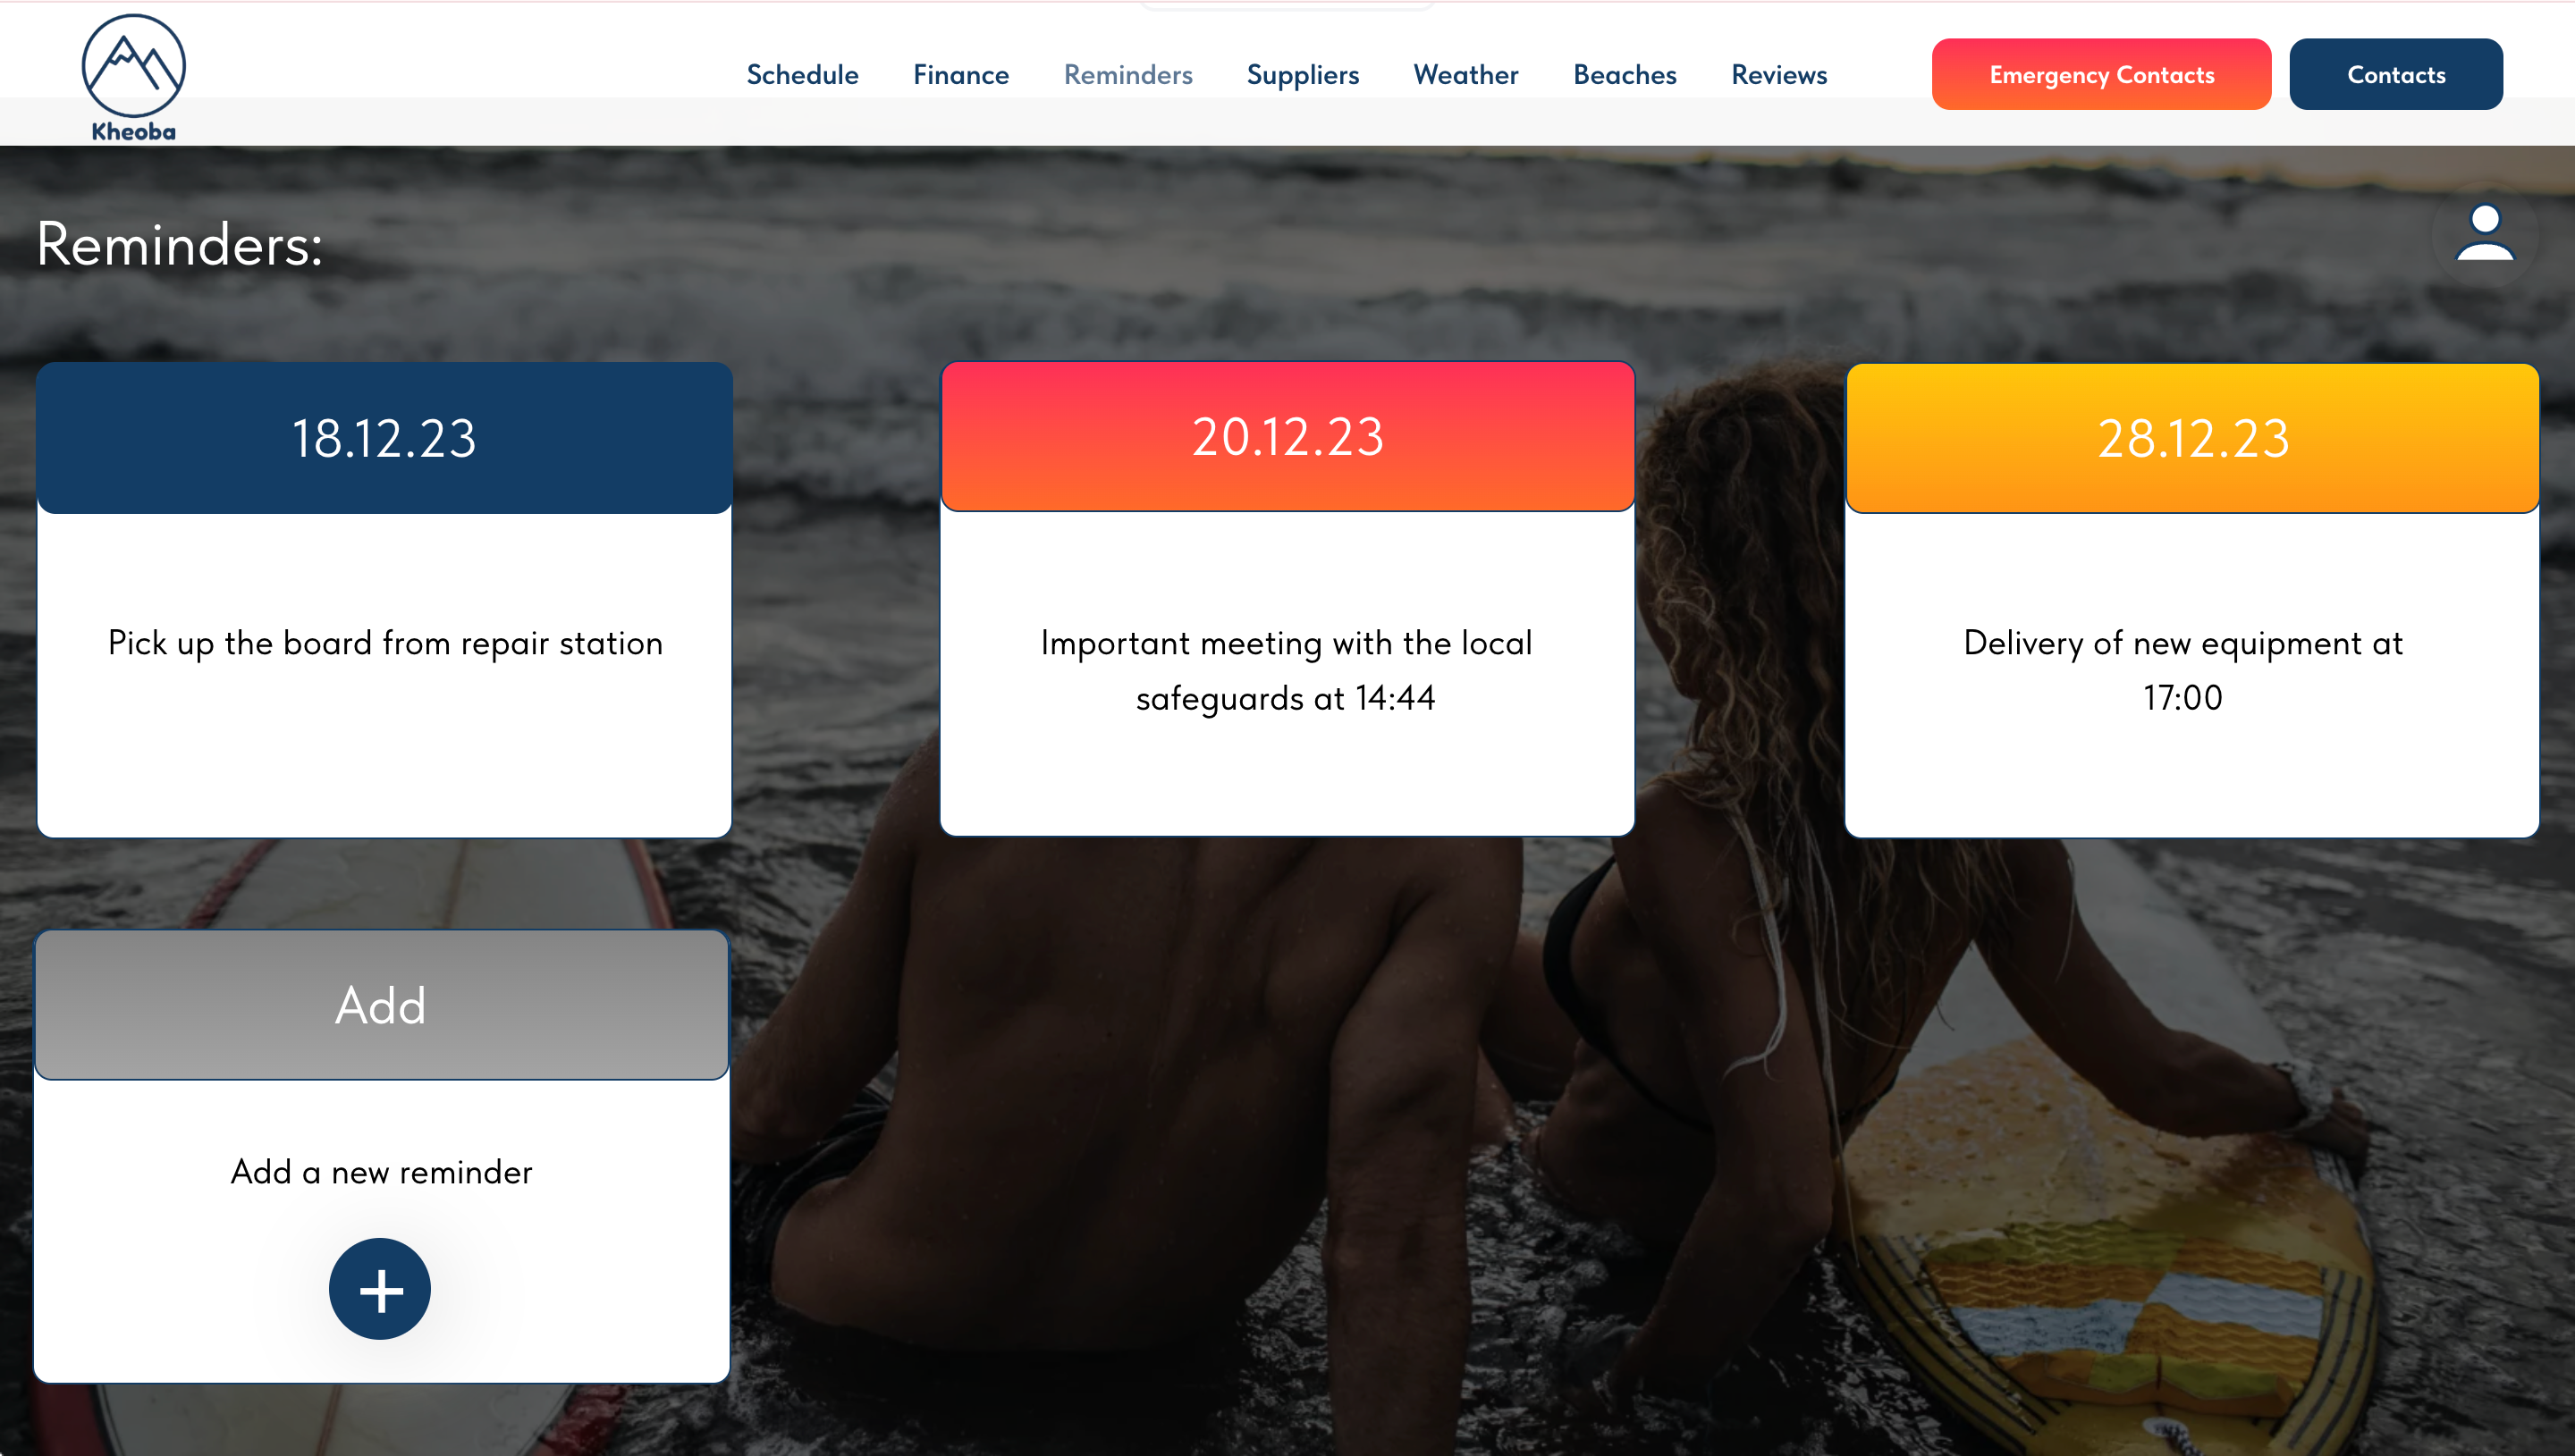 Kheoba
Schedule
Finance
Reminders
Suppliers
Weather
Beaches
Reviews
Emergency Contacts
Contacts
Reminders:
18.12.23
Pick up the board from repair station
20.12.23
Important meeting with the local
safeguards at 14:44
28.12.23
Delivery of new equipment at
17:00
Add
Add a new reminder
+